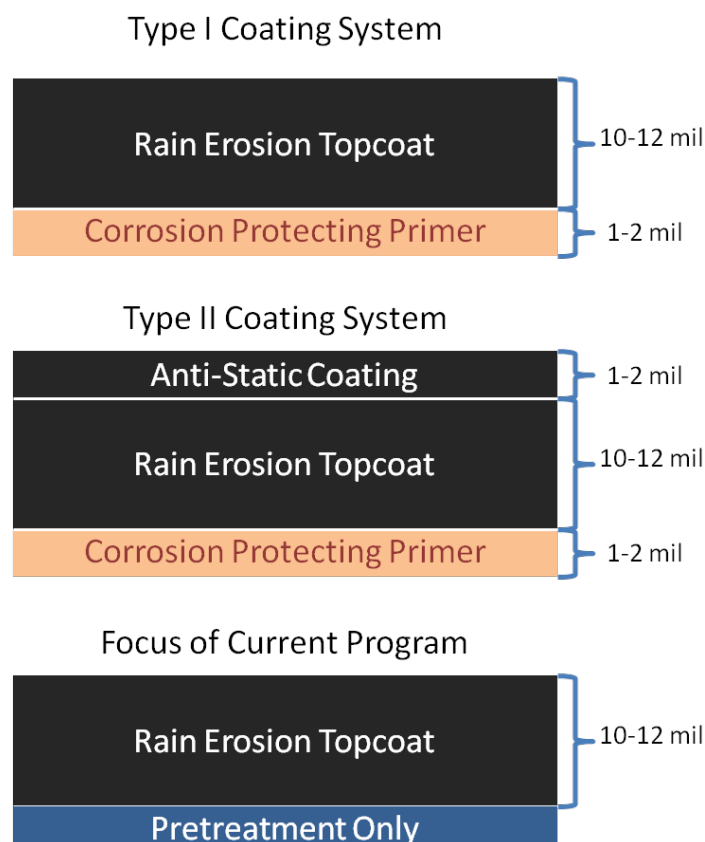 Type I Coating System
Rain Erosion Topcoat
10-12 mil
Corrosion Protecting Primer
1-2 mil
Type II Coating System
Anti-Static Coating
1-2 mil
Rain Erosion Topcoat
10-12 mil
Corrosion Protecting Primer
1-2 mil
Focus of Current Program
Rain Erosion Topcoat
10-12 mil
Pretreatment Only